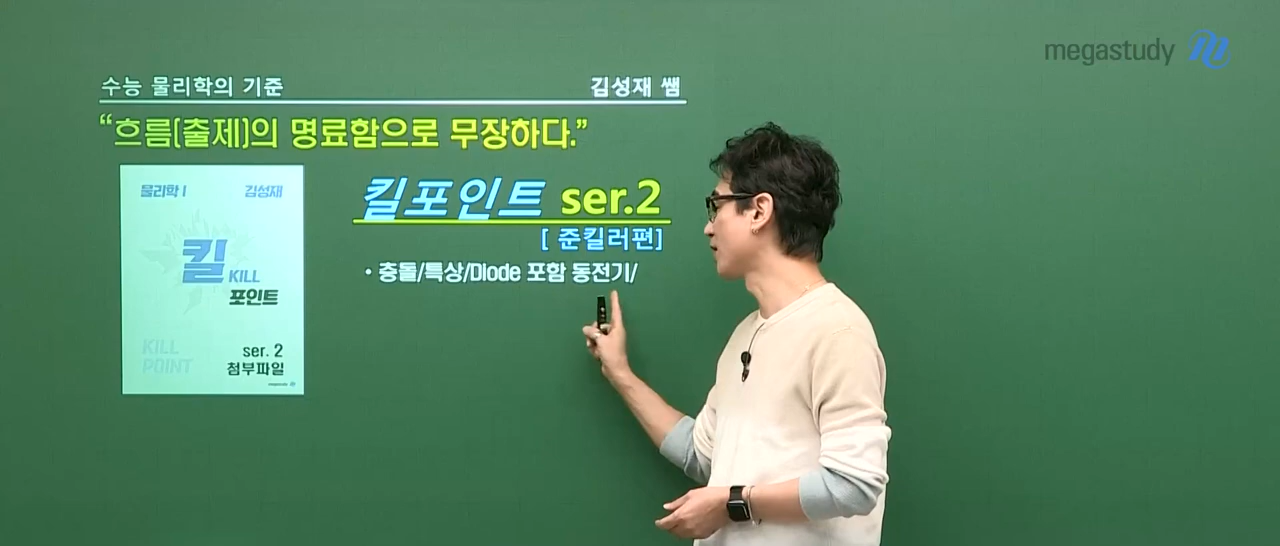 megastudy
수능 물리학의 기준 김성재 쌤
“흐름(출제)의 명료함으로 무장하다.”
물리학 I 김성재
킬 KILL
포인트
KILL
POINT
ser. 2
첨부파일
megastudy
킬포인트 ser.2
[ 준킬러편]
• 충돌/특상/Diode 포함 동전기/